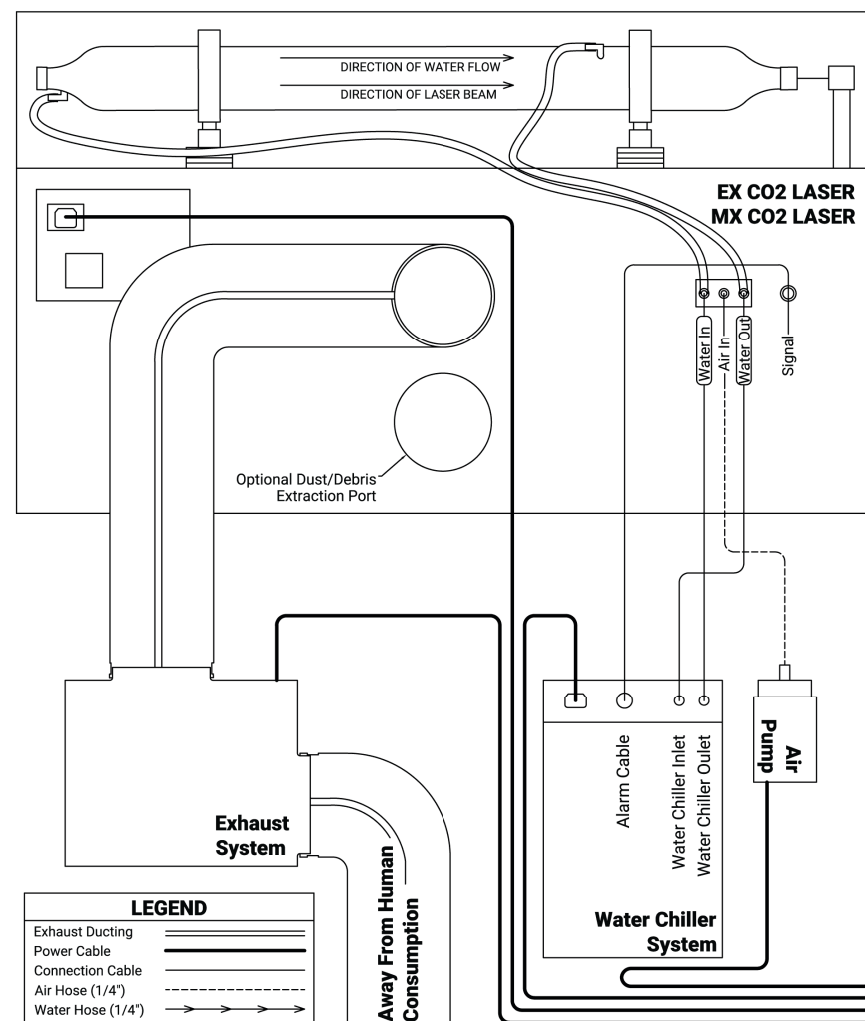 DIRECTION OF WATER FLOW
DIRECTION OF LASER BEAM
EX CO2 LASER
MX CO2 LASER
Water In
Air In
Water Out
Signal
Optional Dust/Debris
Extraction Port
Alarm Cable
Water Chiller Inlet
Water Chiller Oulet
Air
Pump
Exhaust
System
Water Chiller
System
Away From Human
Consumption
LEGEND
Exhaust Ducting
Power Cable
Connection Cable
Air Hose (1/4")
Water Hose (1/4")